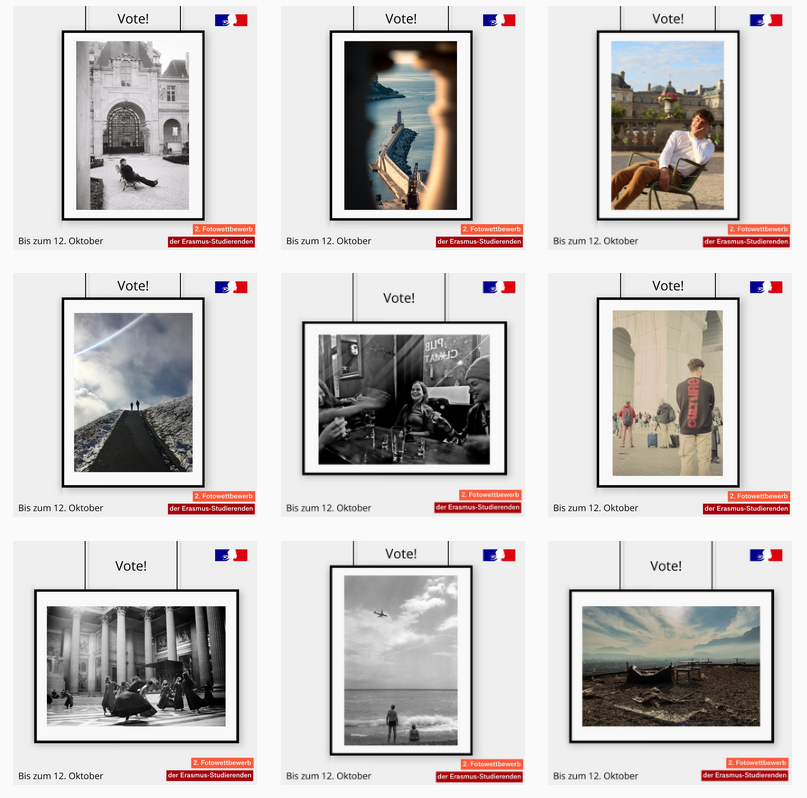 Vote!
2. Fotowettbewerb
Bis zum 12. Oktober
der Erasmus-Studierenden
Vote!
2. Fotowettbewerb
Bis zum 12. Oktober
der Erasmus-Studierenden
Vote!
2. Fotowettbewerb
Bis zum 12. Oktober
der Erasmus-Studierenden
Vote!
2. Fotowettbewerb
Bis zum 12. Oktober
der Erasmus-Studierenden
Vote!
PUB
CLIMAT
2. Fotowettbewerb
Bis zum 12. Oktober
der Erasmus-Studierenden
Vote!
CULTURE
2. Fotowettbewerb
Bis zum 12. Oktober
der Erasmus-Studierenden
Vote!
2. Fotowettbewerb
Bis zum 12. Oktober
der Erasmus-Studierenden
Vote!
2. Fotowettbewerb
Bis zum 12. Oktober
der Erasmus-Studierenden
Vote!
2. Fotowettbewerb
Bis zum 12. Oktober
der Erasmus-Studierenden